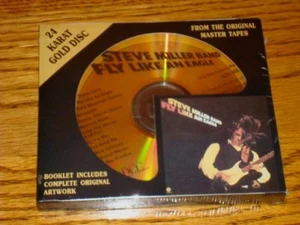 24
KARAT
GOLD DISC
FROM THE ORIGINAL
MASTER TAPES
STEVE MILLER BAND
FLY LIKE AN EAGLE
STEVE
MILLER BAND
FLY LIKE
AN EAGLE
BOOKLET INCLUDES
COMPLETE ORIGINAL
ARTWORK